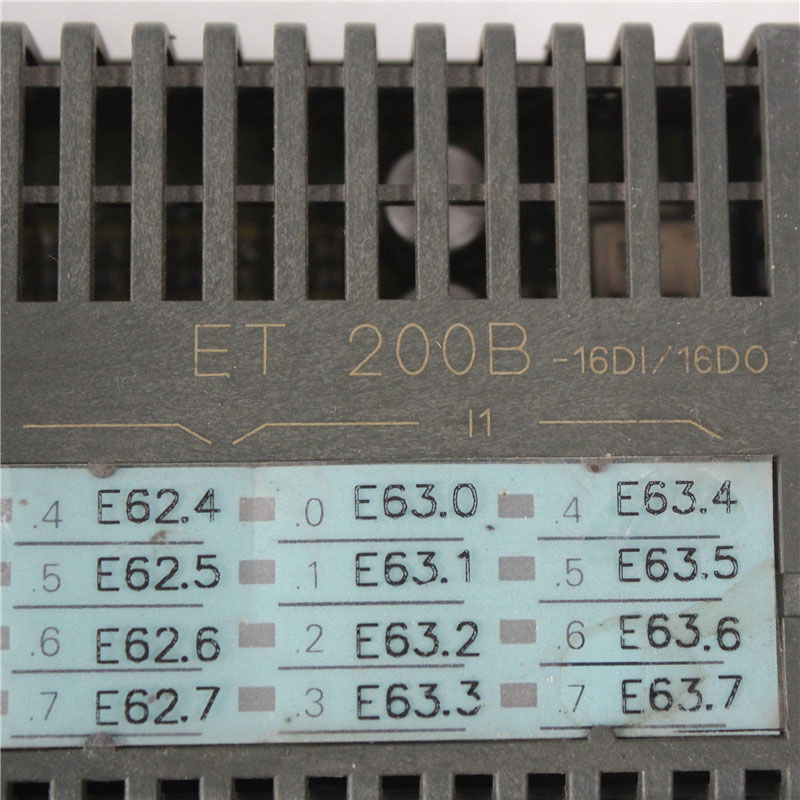 ET 200B -16DI/16DO
I1
.4 E62.4 .0 E63.0 .4 E63.4
.5 E62.5 .1 E63.1 .5 E63.5
.6 E62.6 .2 E63.2 .6 E63.6
.7 E62.7 .3 E63.3 .7 E63.7